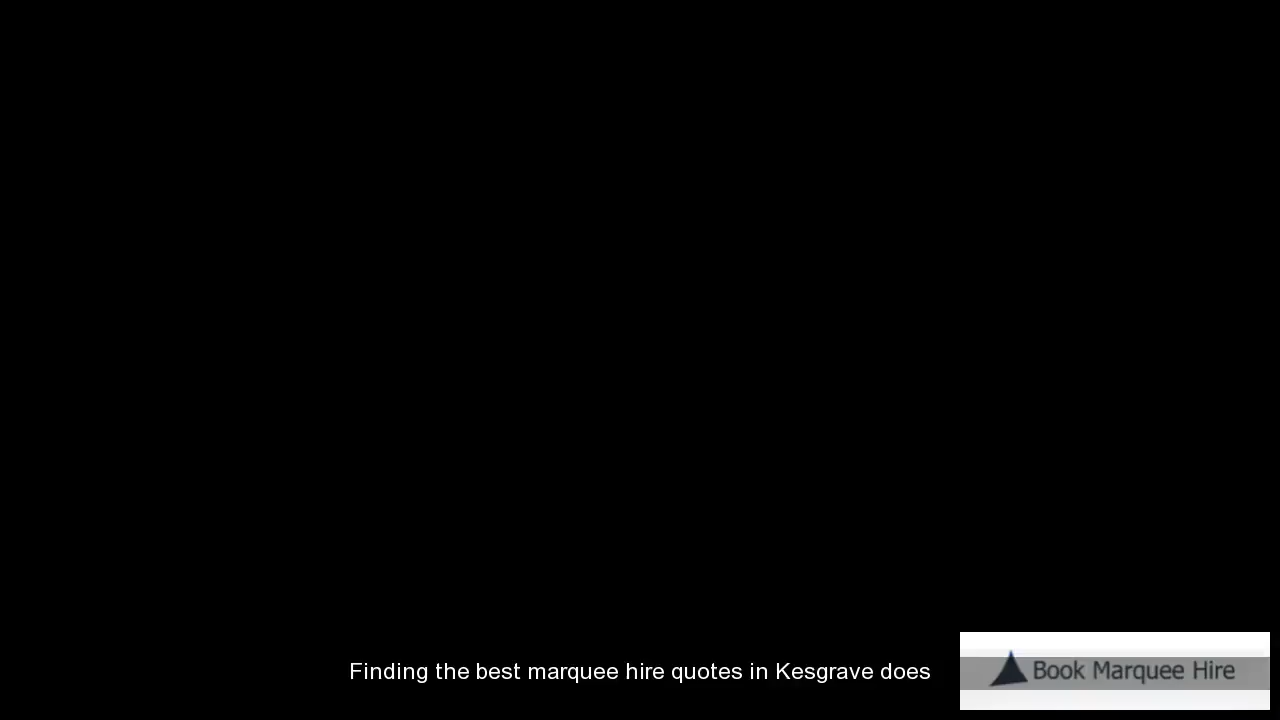 Finding the best marquee hire quotes in Kesgrave does
Book Marquee Hire